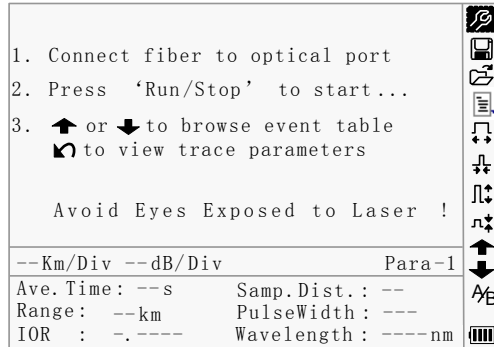 1. Connect fiber to optical port
2. Press ‘Run/Stop’ to start...
3. ↑ or ↓ to browse event table
↶ to view trace parameters
Avoid Eyes Exposed to Laser !
--Km/Div --dB/Div Para-1
Ave.Time: --s Samp.Dist.: --
Range: --km PulseWidth: ---
IOR : -.---- Wavelength: ----nm
A/B